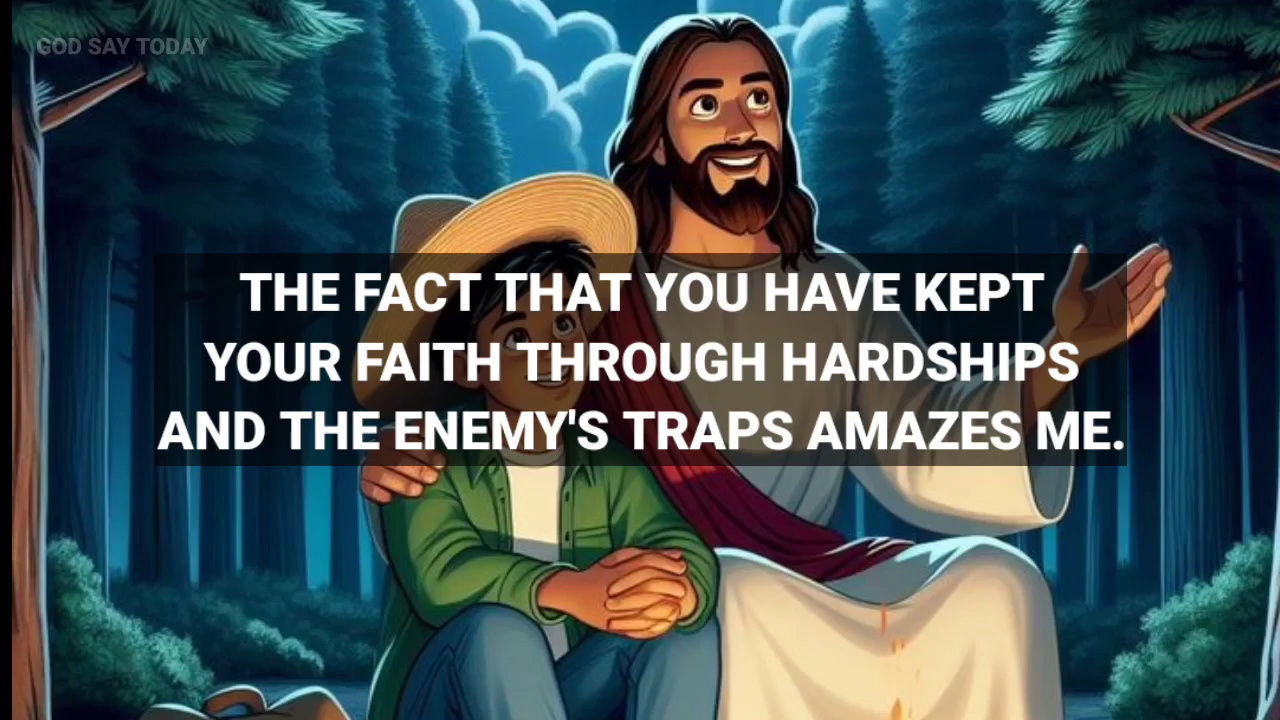 GOD SAY TODAY
THE FACT THAT YOU HAVE KEPT
YOUR FAITH THROUGH HARDSHIPS
AND THE ENEMY'S TRAPS AMAZES ME.